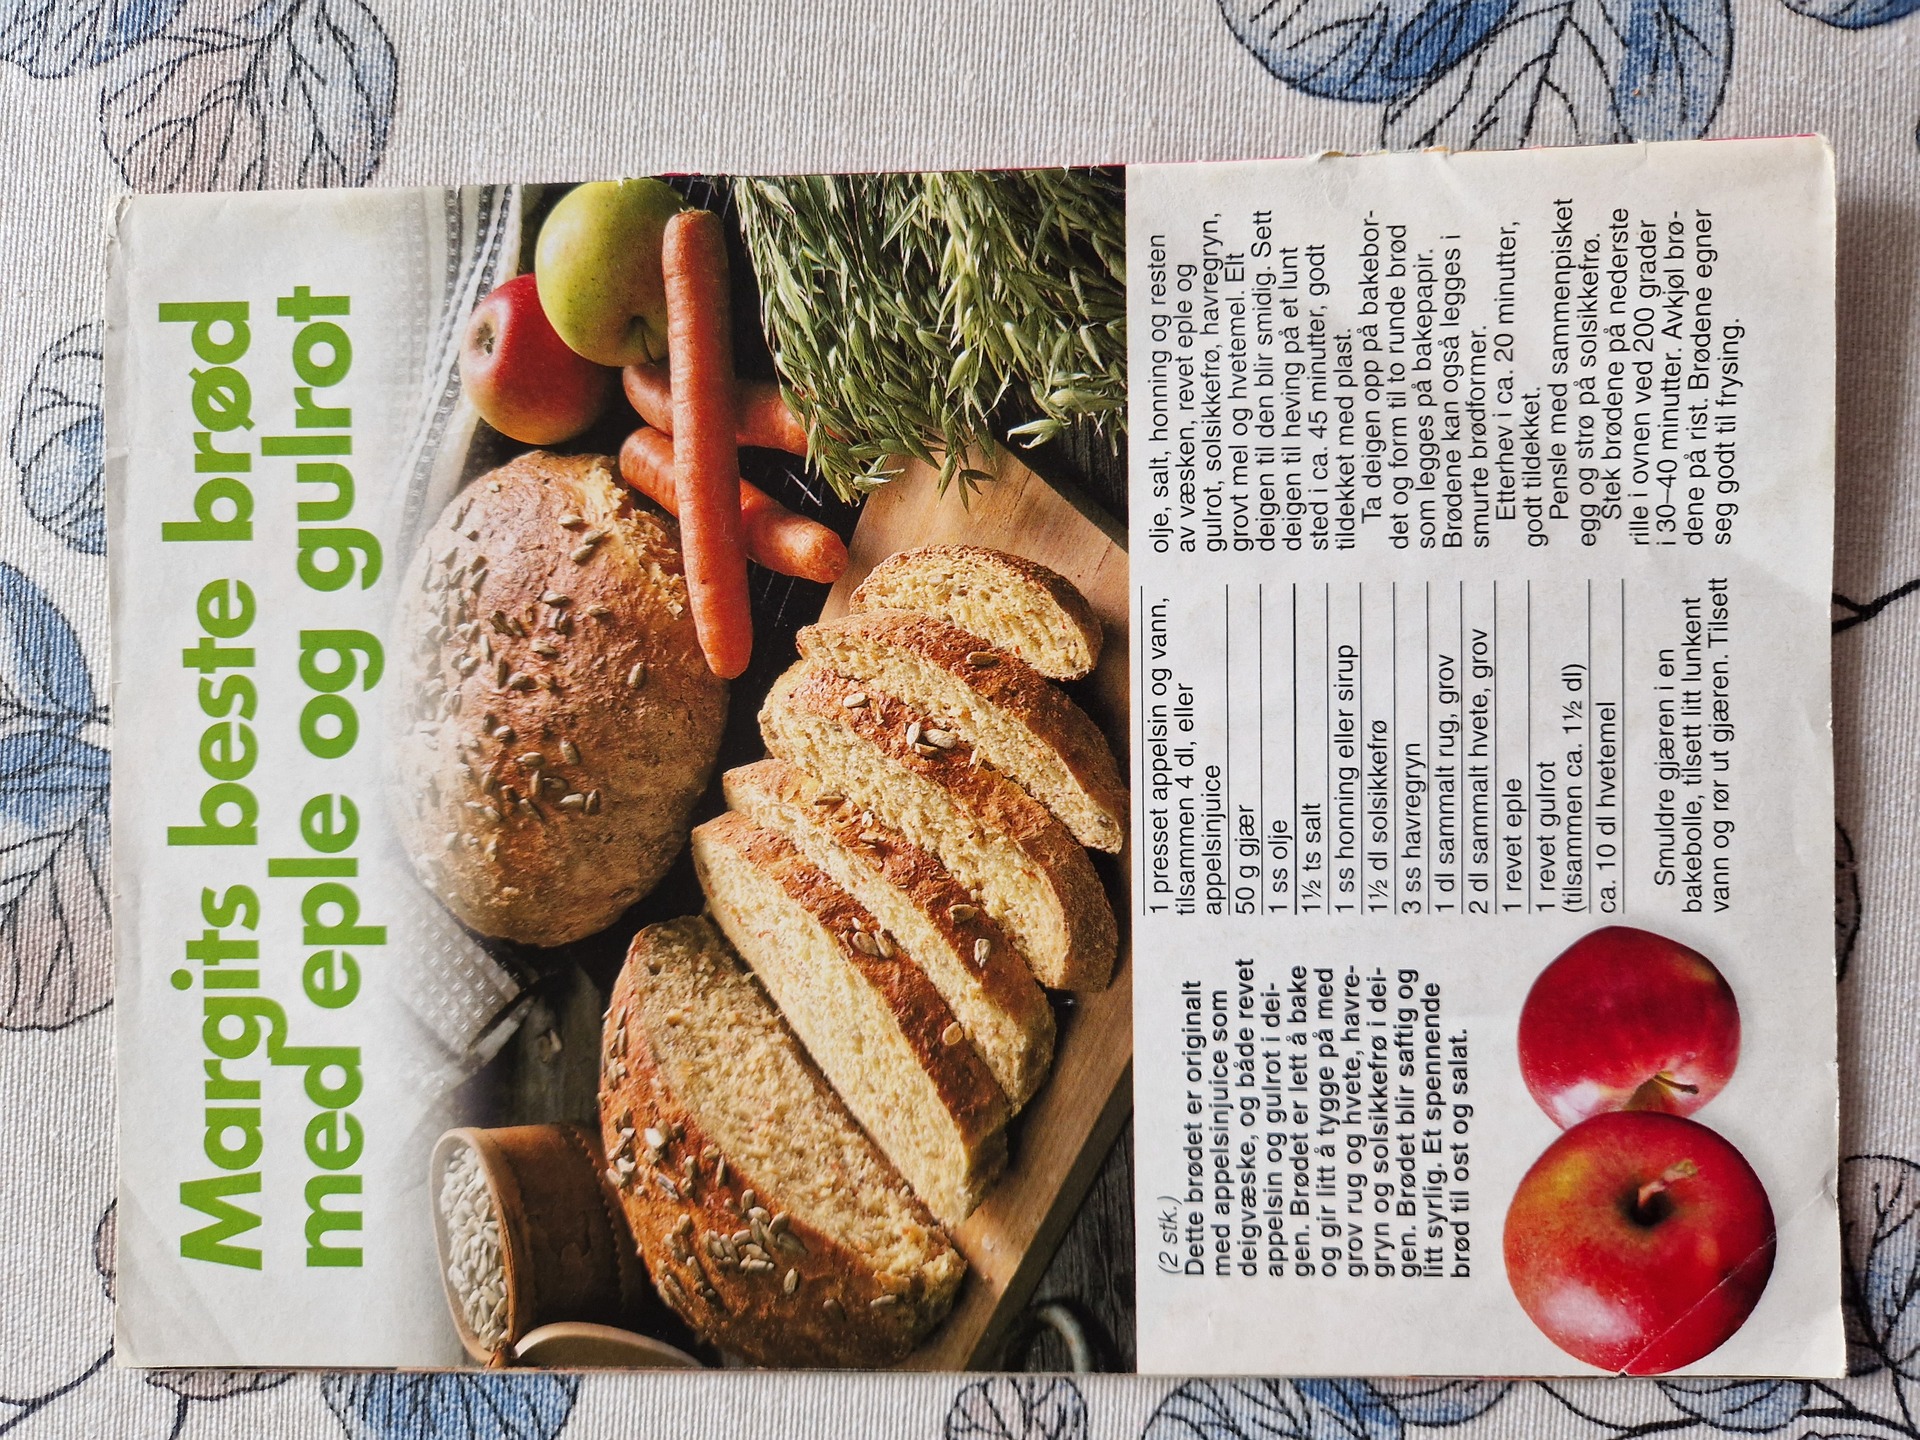 Margits beste brød
med eple og gulrot
(2 stk.)
Dette brødet er originalt
med appelsinjuice som
deigvæske, og både revet
appelsin og gulrot i dei-
gen. Brødet er lett å bake
og gir litt å tygge på med
grov rug og hvete, havre-
gryn og solsikkefrø i dei-
gen. Brødet blir saftig og
litt syrlig. Et spennende
brød til ost og salat.
1 presset appelsin og vann,
tilsammen 4 dl, eller
appelsinjuice
50 g gjær
1 ss olje
1½ ts salt
1 ss honning eller sirup
1½ dl solsikkefrø
3 ss havregryn
1 dl sammalt rug, grov
2 dl sammalt hvete, grov
1 revet eple
1 revet gulrot
(tilsammen ca. 1½ dl)
ca. 10 dl hvetemel
Smuldre gjæren i en
bakebolle, tilsett litt lunkent
vann og rør ut gjæren. Tilsett
olje, salt, honning og resten
av væsken, revet eple og
gulrot, solsikkefrø, havregryn,
grovt mel og hvetemel. Elt
deigen til den blir smidig. Sett
deigen til heving på et lunt
sted i ca. 45 minutter, godt
tildekket med plast.
Ta deigen opp på bakebor-
det og form til to runde brød
som legges på bakepapir.
Brødene kan også legges i
smurte brødformer.
Etterhev i ca. 20 minutter,
godt tildekket.
Pensle med sammenpisket
egg og strø på solsikkefrø.
Stek brødene på nederste
rille i ovnen ved 200 grader
i 30–40 minutter. Avkjøl brø-
dene på rist. Brødene egner
seg godt til frysing.